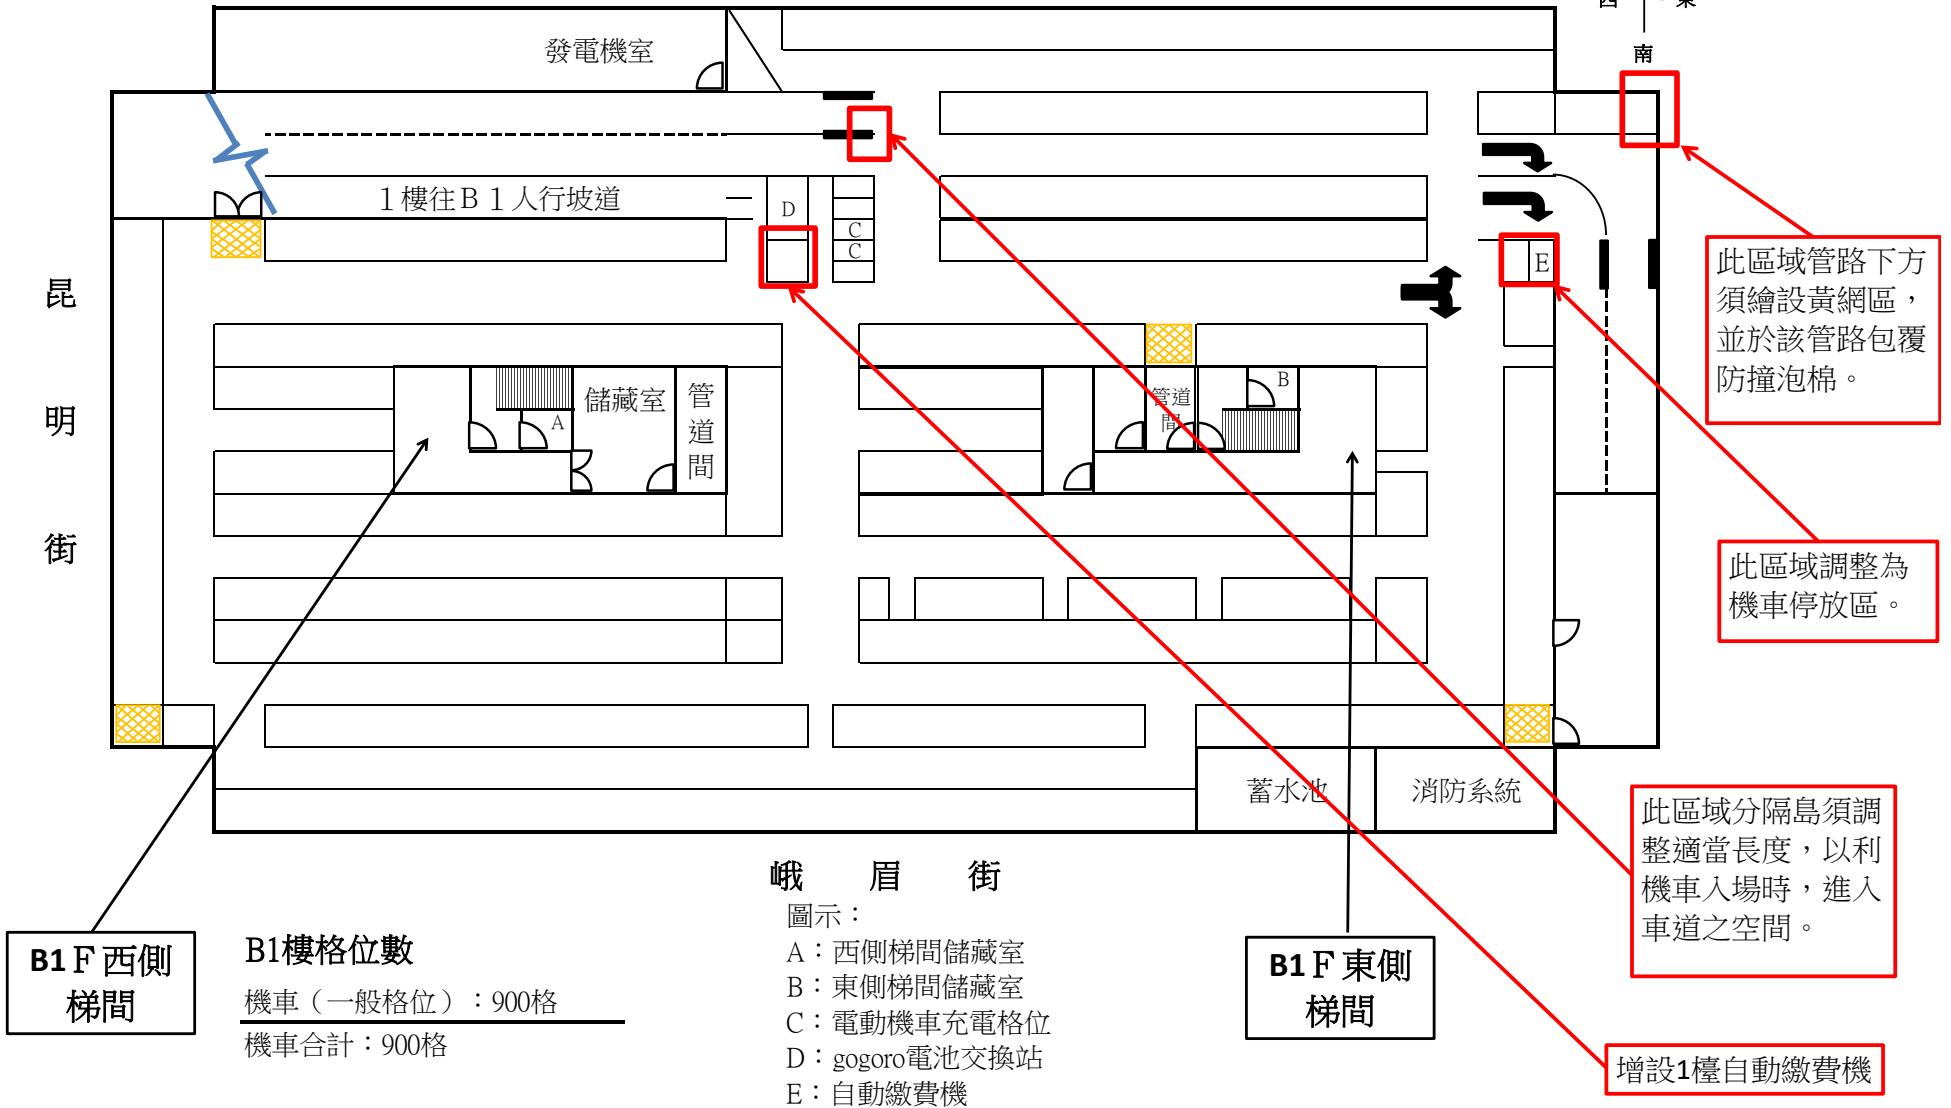 西 東
南
發電機室
1樓往B1人行坡道
D
C
C
E
昆
明
街
此區域管路下方
須繪設黃網區，
並於該管路包覆
防撞泡棉。
儲藏室
管
道
間
A
管道
間
B
此區域調整為
機車停放區。
蓄水池
消防系統
此區域分隔島須調
整適當長度，以利
機車入場時，進入
車道之空間。
峨 眉 街
圖示：
A：西側梯間儲藏室
B：東側梯間儲藏室
C：電動機車充電格位
D：gogoro電池交換站
E：自動繳費機
B1Ｆ西側
梯間
B1樓格位數
機車（一般格位）：900格
機車合計：900格
B1Ｆ東側
梯間
增設1檯自動繳費機